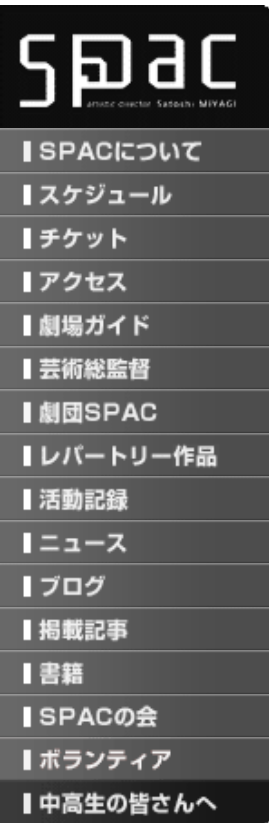 spac
artistic director Satoshi MIYAGI
SPACについて
スケジュール
チケット
アクセス
劇場ガイド
芸術総監督
劇団SPAC
レパートリー作品
活動記録
ニュース
ブログ
掲載記事
書籍
SPACの会
ボランティア
中高生の皆さんへ